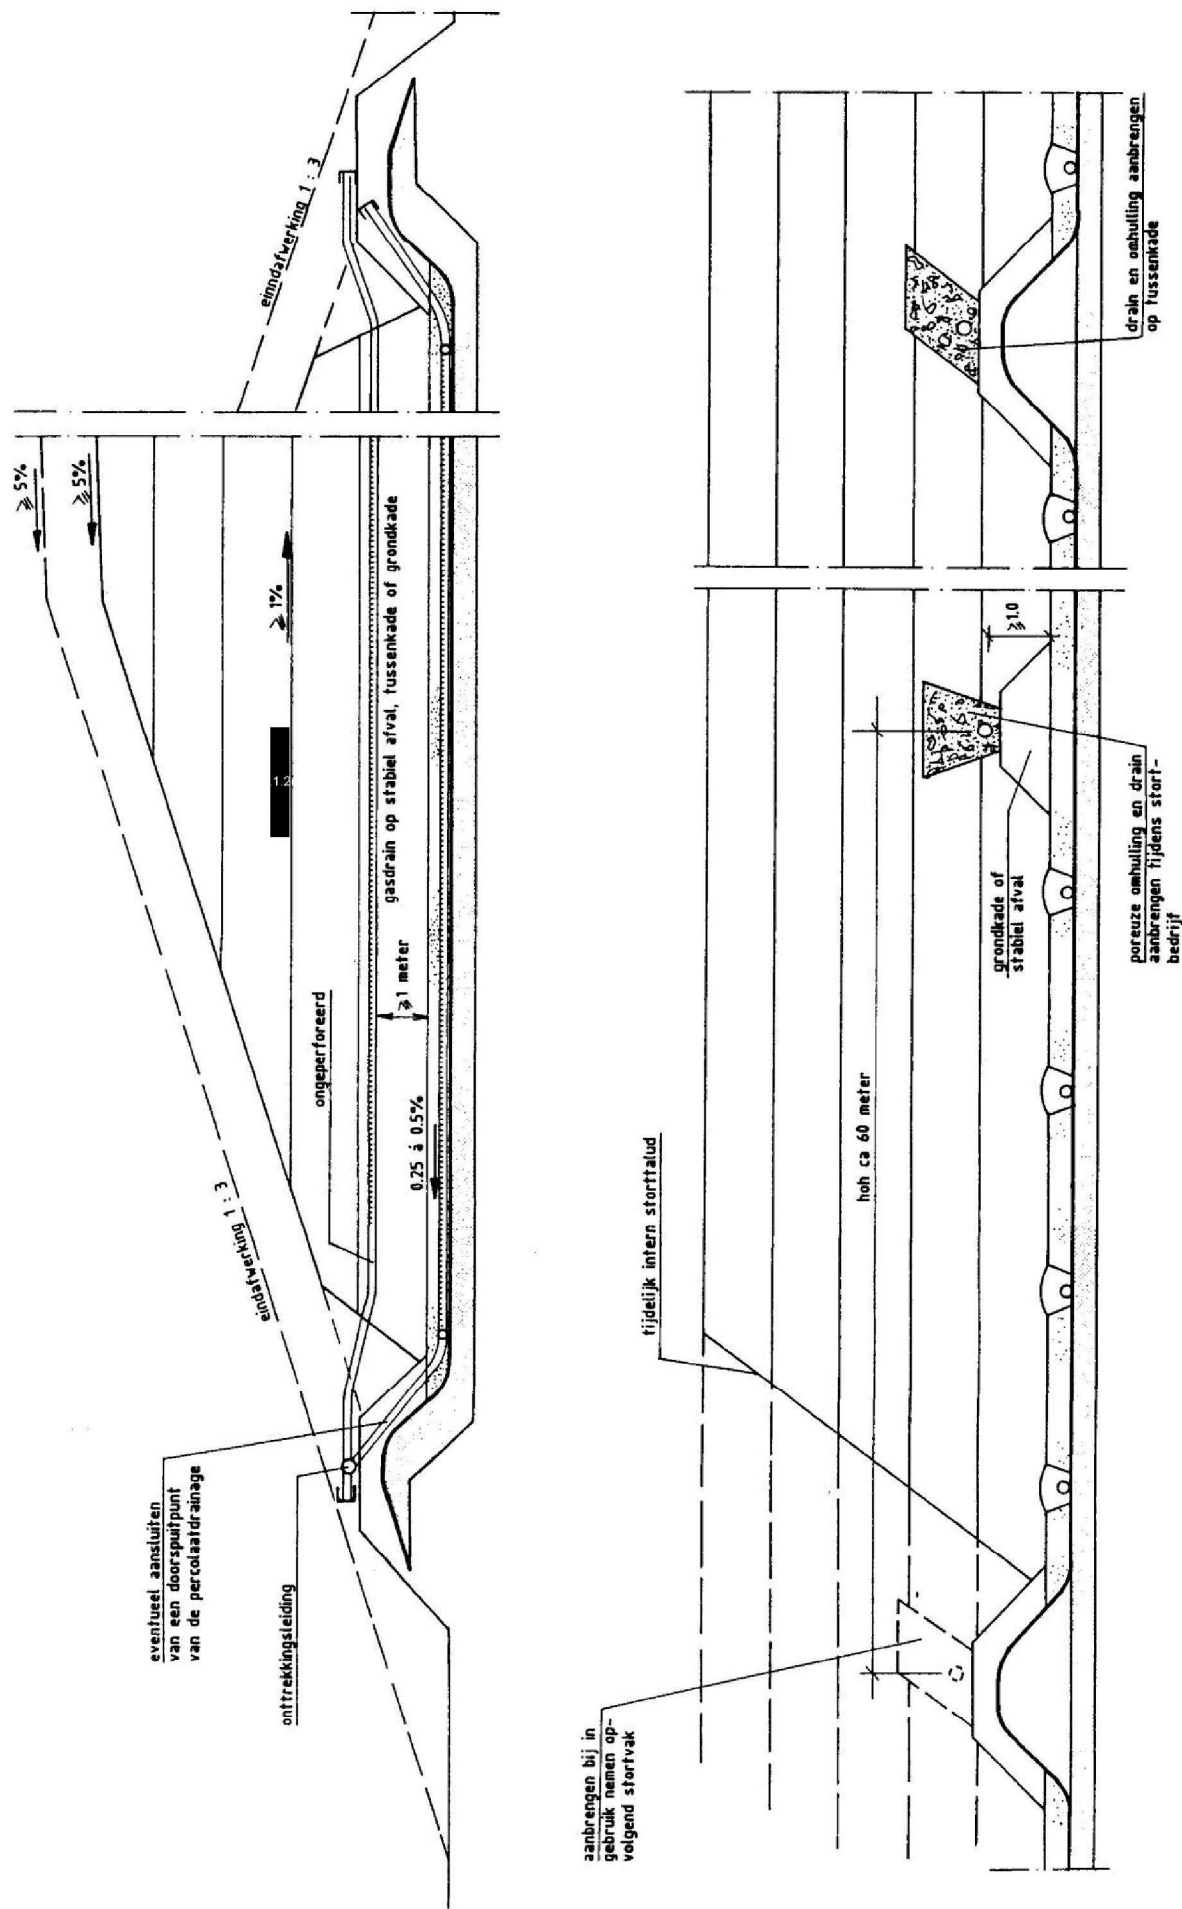 ≥ 5%
≥ 5%
einndafwerking 1 : 3
eindafwerking 1 : 3
≥ 1%
1.2
ongeperforeerd
gasdrain op stabiel afval, tussenkade of grondkade
≥ 1 meter
0.25 à 0.5%
eventueel aansluiten
van een doorspuitpunt
van de percolaatdrainage
onttrekkingsleiding
tijdelijk intern storttalud
hoh ca 60 meter
≥ 1.0
aanbrengen bij in
gebruik nemen op-
volgend stortvak
grondkade of
stabiel afval
poreuze omhulling en drain
aanbrengen tijdens stort-
bedrijf
drain en omhulling aanbrengen
op tussenkade